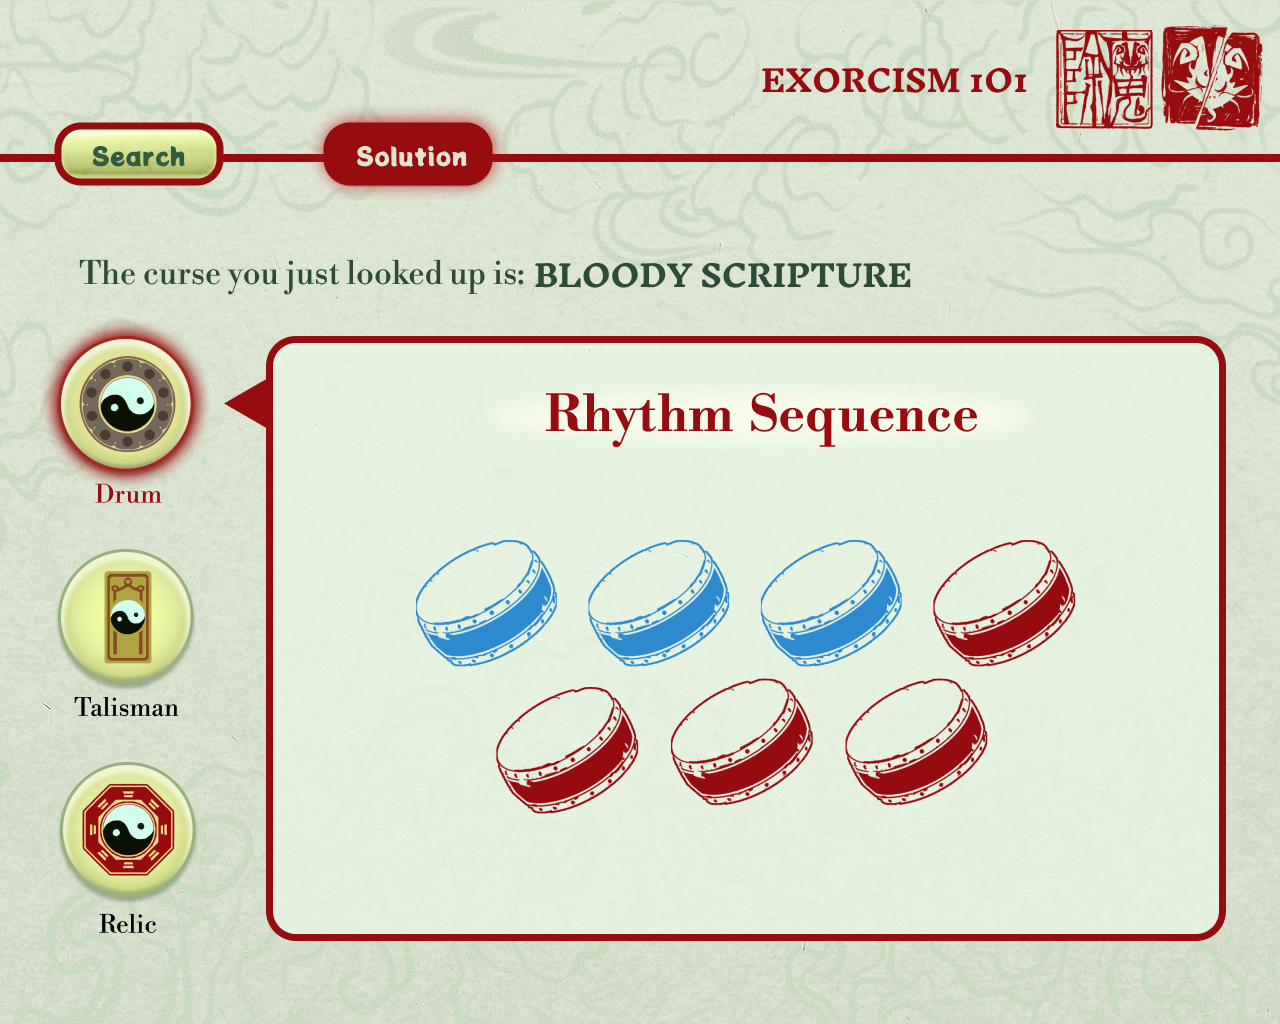 EXORCISM 101
Search
Solution
The curse you just looked up is: BLOODY SCRIPTURE
Rhythm Sequence
Drum
Talisman
Relic